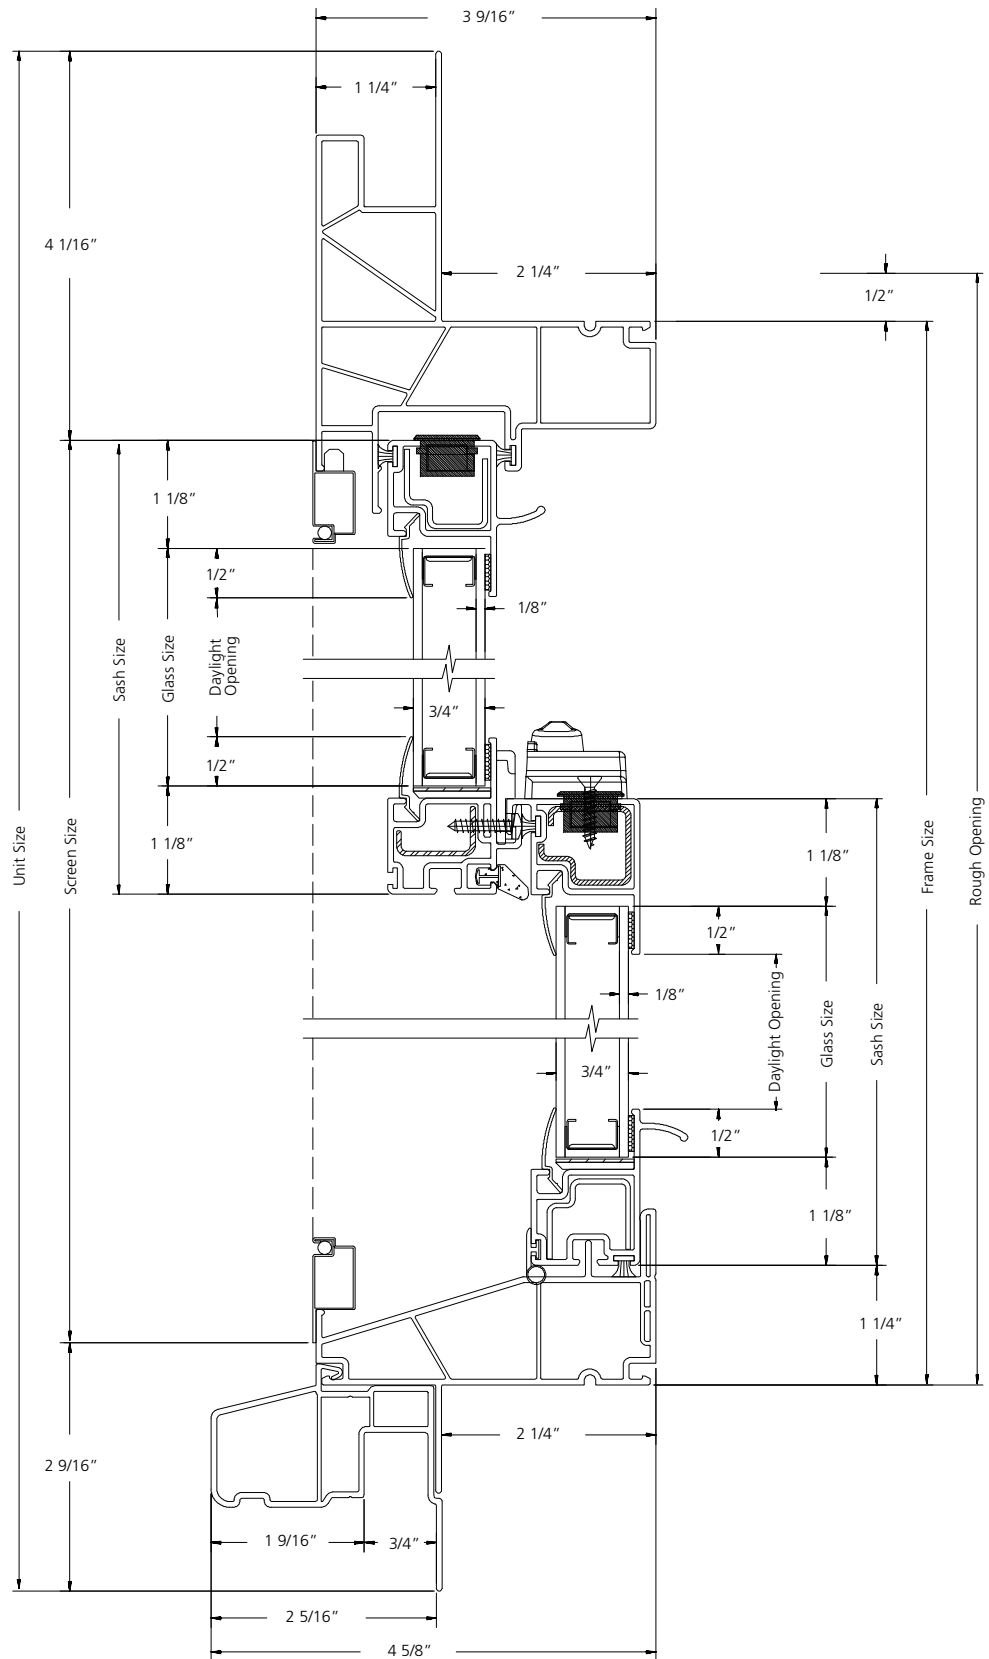 3 9/16"
1 1/4"
4 1/16"
2 1/4"
1/2"
1 1/8"
1/2"
1/8"
Sash Size
Glass Size
Daylight
Opening
3/4"
1/2"
1 1/8"
Unit Size
Screen Size
1 1/8"
Frame Size
Rough Opening
1/2"
1/8"
Daylight Opening
Glass Size
Sash Size
3/4"
1/2"
1 1/8"
1 1/4"
2 1/4"
2 9/16"
1 9/16"
3/4"
2 5/16"
4 5/8"